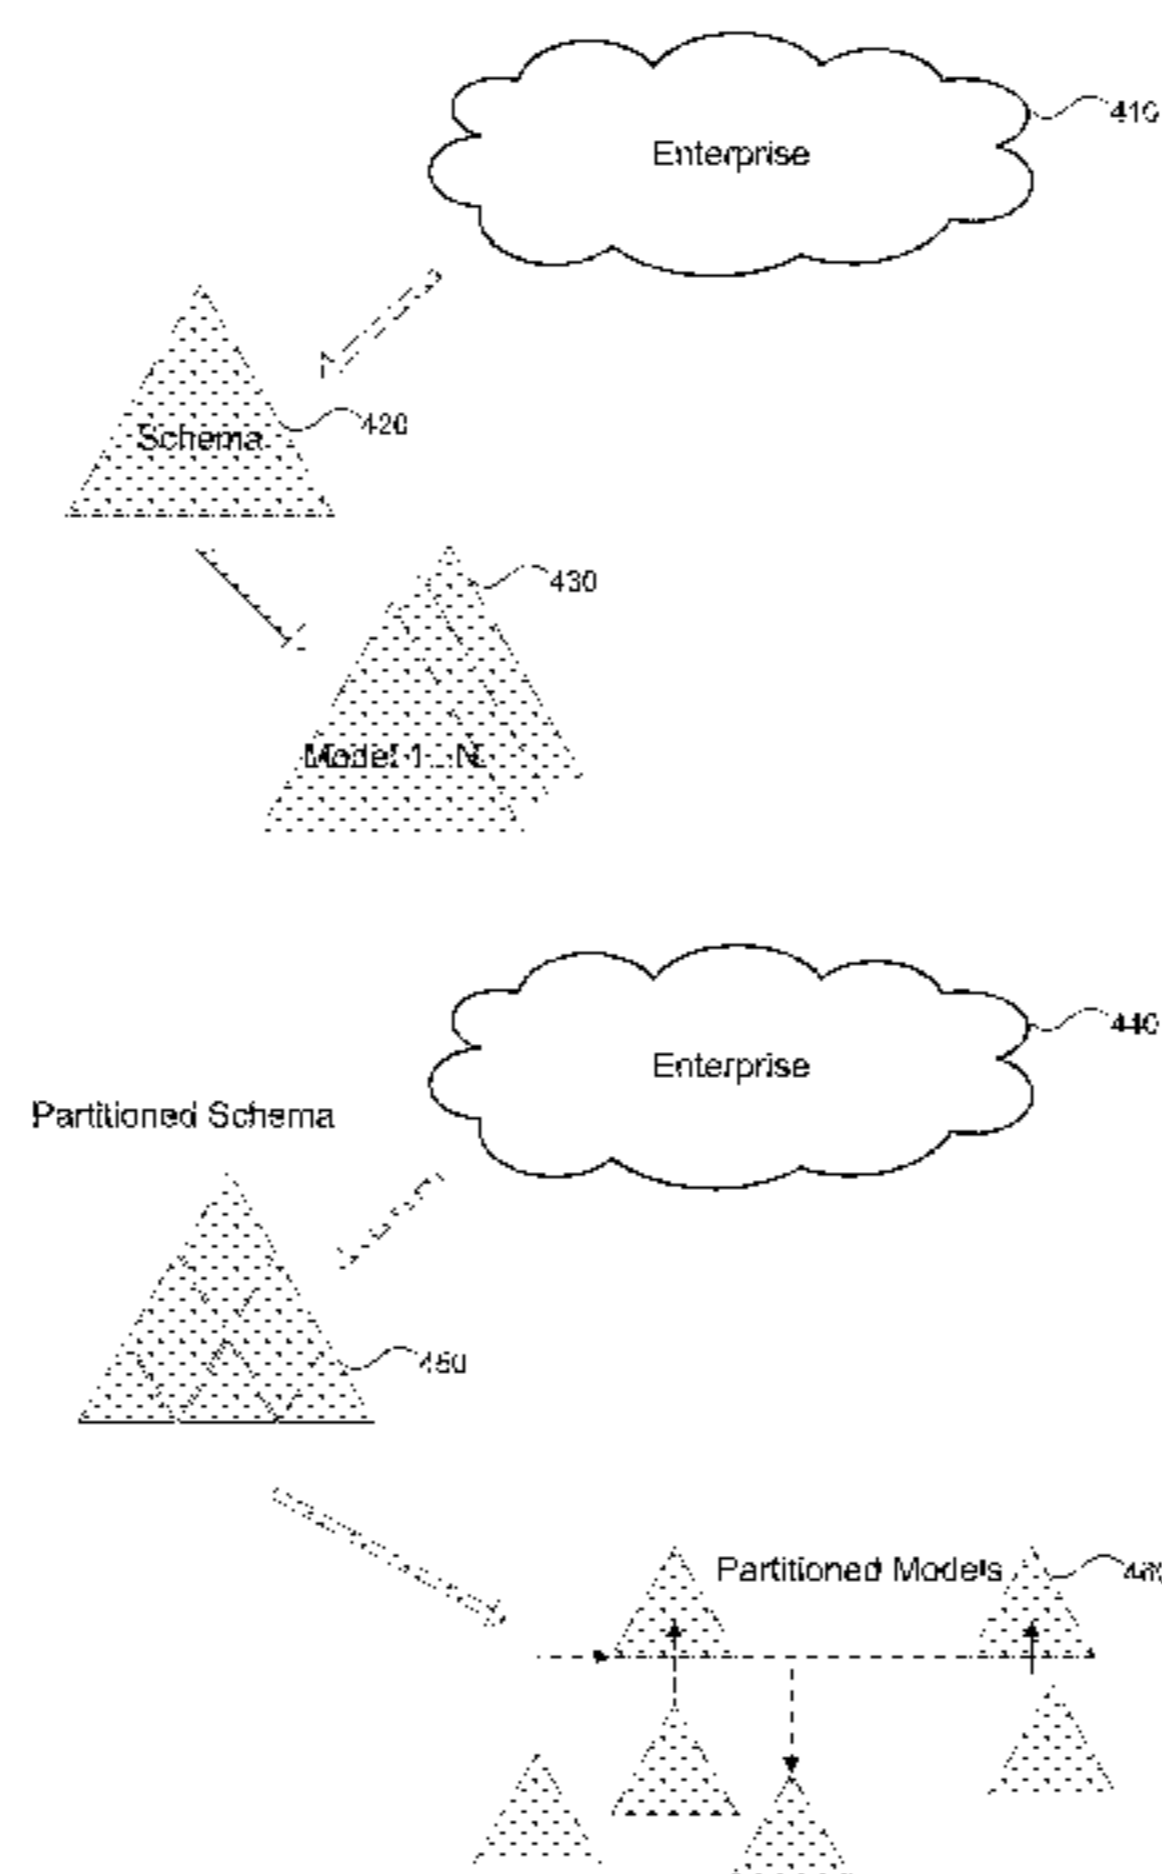 Enterprise
410
Schema
420
430
Model 1...N
Enterprise
440
Partitioned Schema
450
Partitioned Models